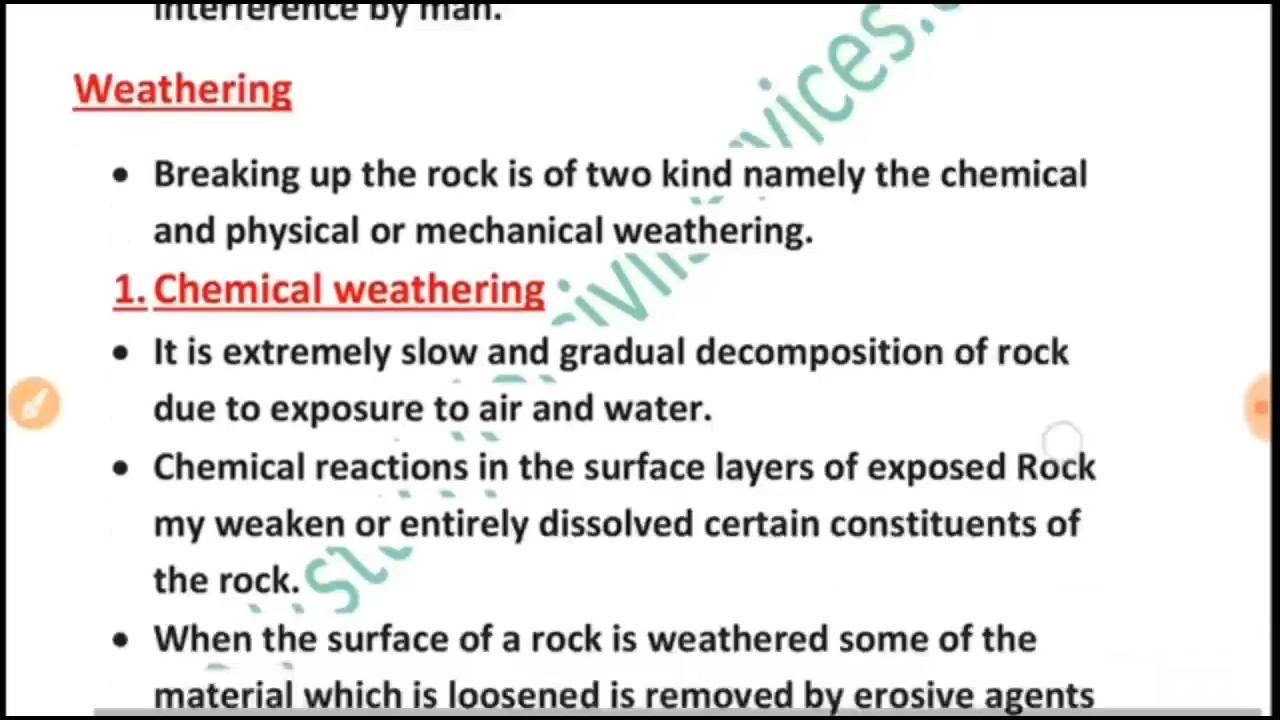 interference by man.
Weathering
• Breaking up the rock is of two kind namely the chemical
and physical or mechanical weathering.
1. Chemical weathering
• It is extremely slow and gradual decomposition of rock
due to exposure to air and water.
• Chemical reactions in the surface layers of exposed Rock
my weaken or entirely dissolved certain constituents of
the rock.
• When the surface of a rock is weathered some of the
material which is loosened is removed by erosive agents